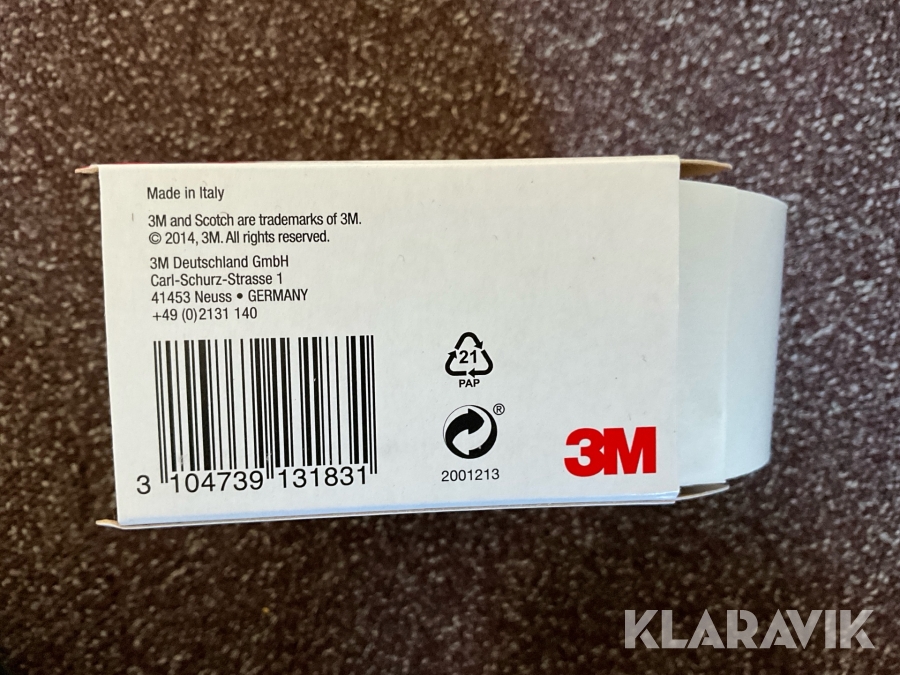 Made in Italy
3M and Scotch are trademarks of 3M.
© 2014, 3M. All rights reserved.
3M Deutschland GmbH
Carl-Schurz-Strasse 1
41453 Neuss • GERMANY
+49 (0)2131 140
3 104739 131831
21
PAP
®
2001213
3M
KLARAVIK